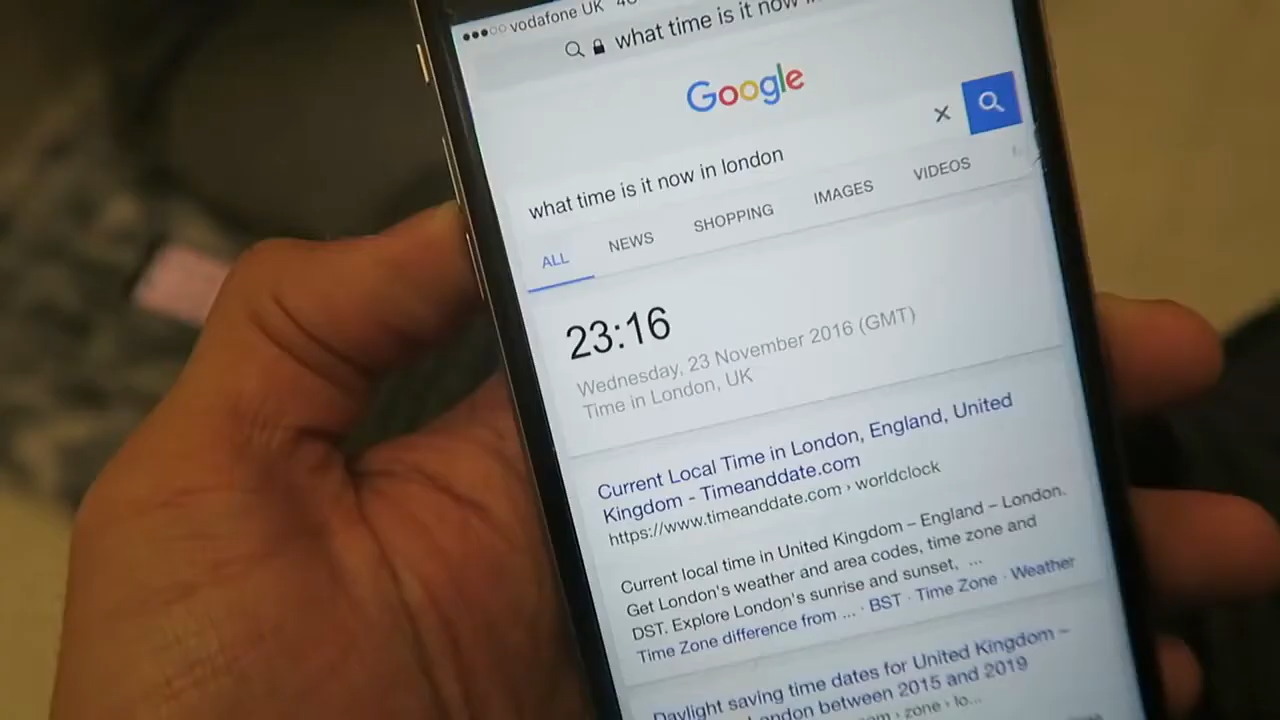 vodafone UK
what time is it now
Google
what time is it now in london
ALL NEWS SHOPPING IMAGES VIDEOS
23:16
Wednesday, 23 November 2016 (GMT)
Time in London, UK
Current Local Time in London, England, United
Kingdom - Timeanddate.com
https://www.timeanddate.com › worldclock
Current local time in United Kingdom – England – London.
Get London's weather and area codes, time zone and
DST. Explore London's sunrise and sunset, ...
Time Zone difference from ... · BST · Time Zone · Weather
Daylight saving time dates for United Kingdom –
London between 2015 and 2019
› zone › lo...